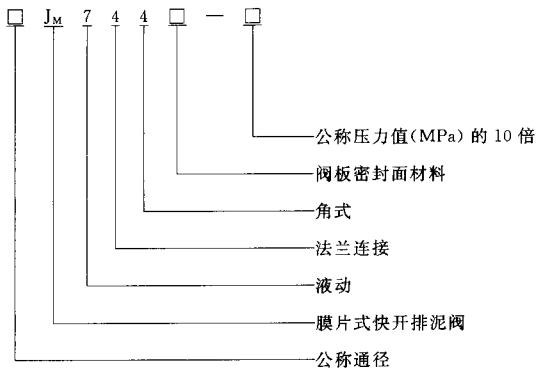 □ JM 7 4 4 □ — □
公称压力值(MPa)的10倍
阀板密封面材料
角式
法兰连接
液动
膜片式快开排泥阀
公称通径